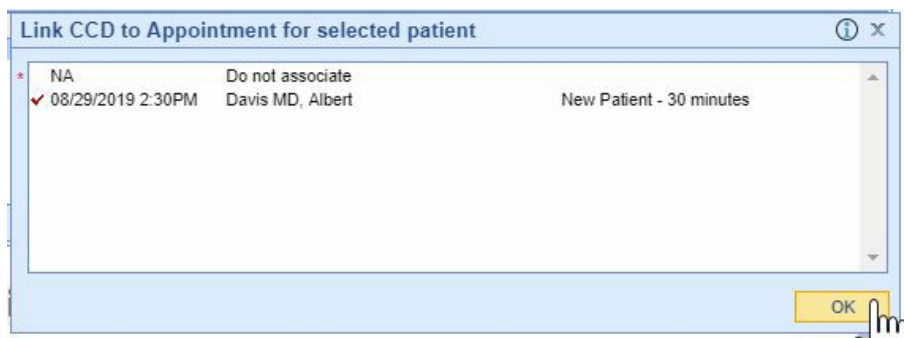 Link CCD to Appointment for selected patient
* NA Do not associate
08/29/2019 2:30PM Davis MD, Albert New Patient - 30 minutes
OK